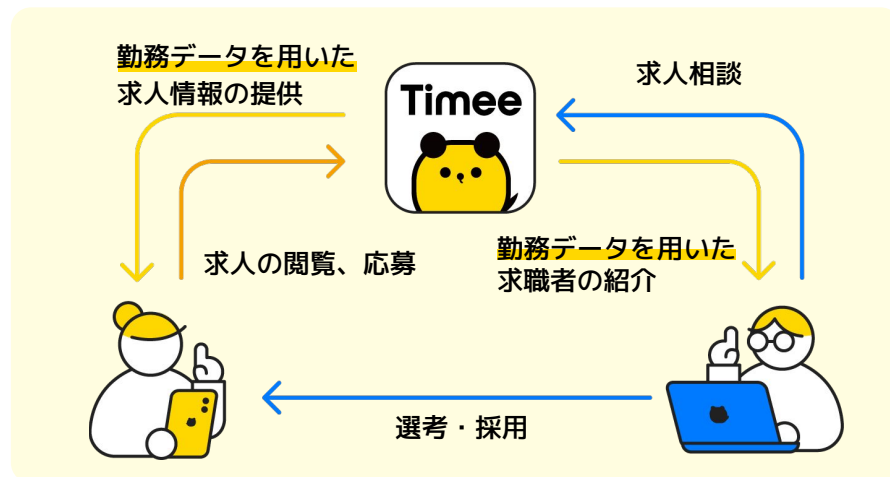 勤務データを用いた
求人情報の提供
Timee
求人相談
求人の閲覧、応募
勤務データを用いた
求職者の紹介
選考・採用